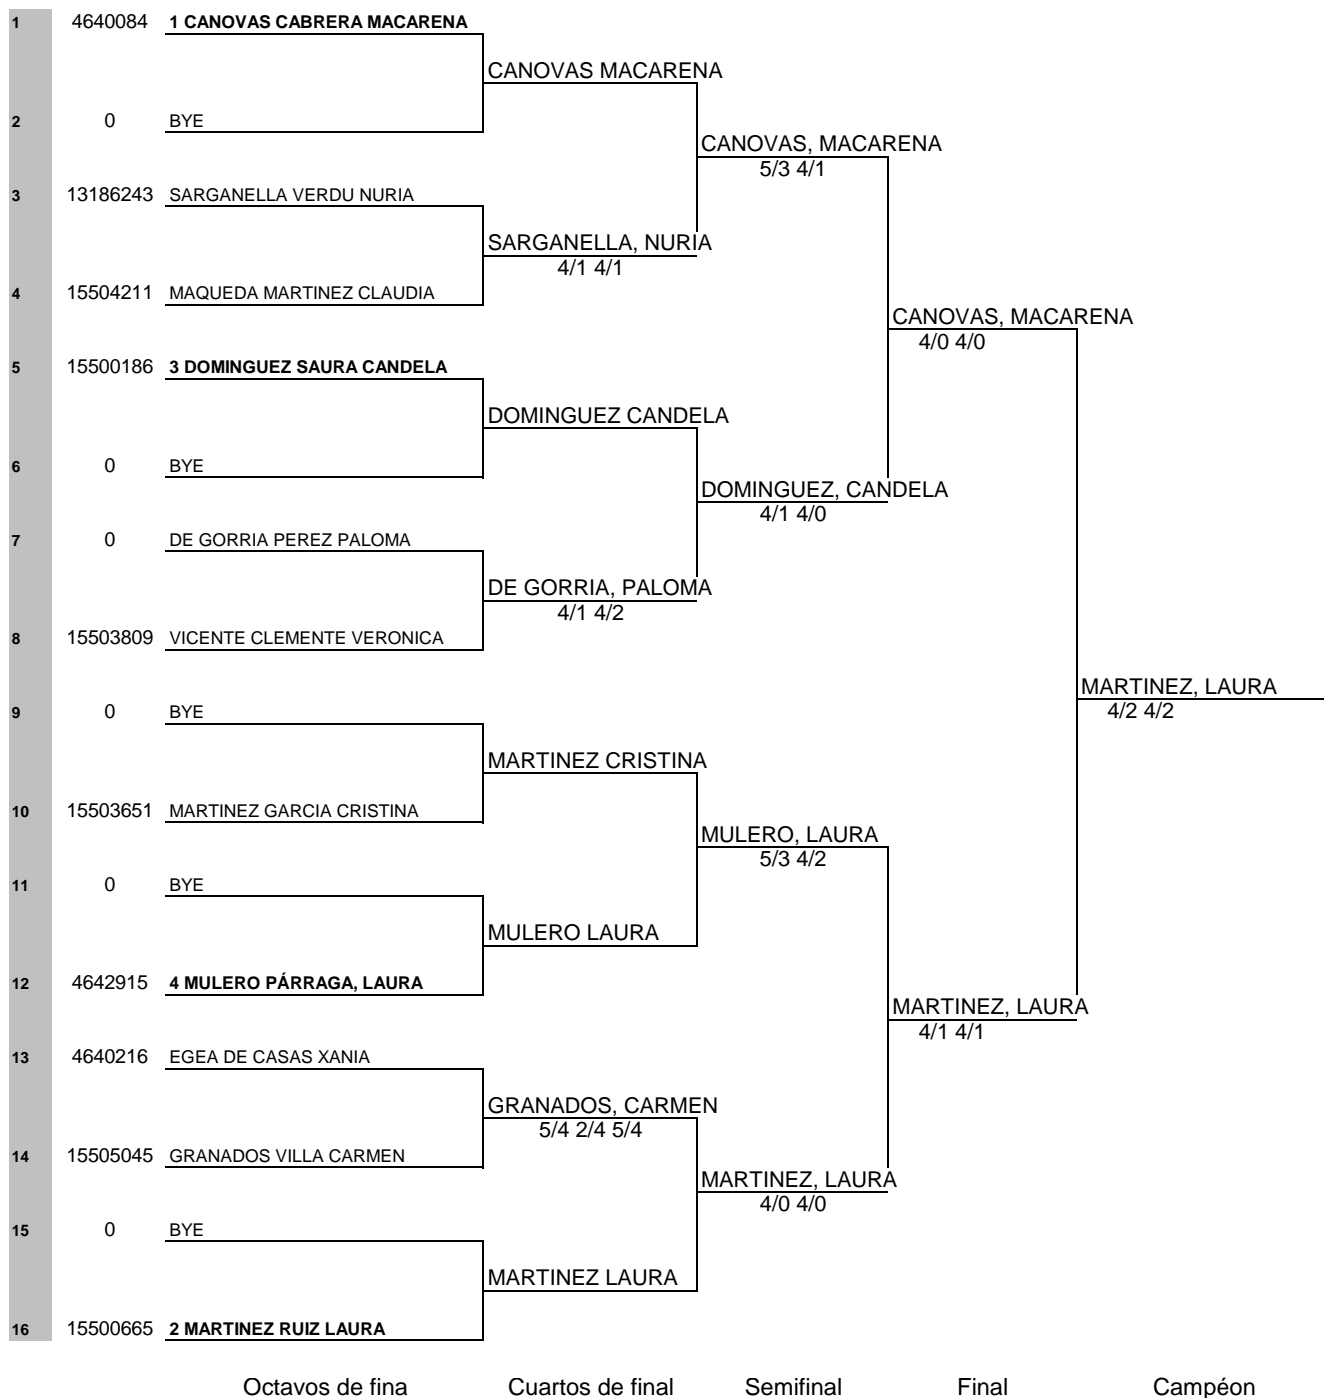 1 4640084 1 CANOVAS CABRERA MACARENA
CANOVAS MACARENA
2 0 BYE
CANOVAS, MACARENA
5/3 4/1
3 13186243 SARGANELLA VERDU NURIA
SARGANELLA, NURIA
4/1 4/1
4 15504211 MAQUEDA MARTINEZ CLAUDIA
CANOVAS, MACARENA
4/0 4/0
5 15500186 3 DOMINGUEZ SAURA CANDELA
DOMINGUEZ CANDELA
6 0 BYE
DOMINGUEZ, CANDELA
4/1 4/0
7 0 DE GORRIA PEREZ PALOMA
DE GORRIA, PALOMA
4/1 4/2
8 15503809 VICENTE CLEMENTE VERONICA
MARTINEZ, LAURA
4/2 4/2
9 0 BYE
MARTINEZ CRISTINA
10 15503651 MARTINEZ GARCIA CRISTINA
MULERO, LAURA
5/3 4/2
11 0 BYE
MULERO LAURA
12 4642915 4 MULERO PÁRRAGA, LAURA
MARTINEZ, LAURA
4/1 4/1
13 4640216 EGEA DE CASAS XANIA
GRANADOS, CARMEN
5/4 2/4 5/4
14 15505045 GRANADOS VILLA CARMEN
MARTINEZ, LAURA
4/0 4/0
15 0 BYE
MARTINEZ LAURA
16 15500665 2 MARTINEZ RUIZ LAURA
Octavos de fina Cuartos de final Semifinal Final Campéon